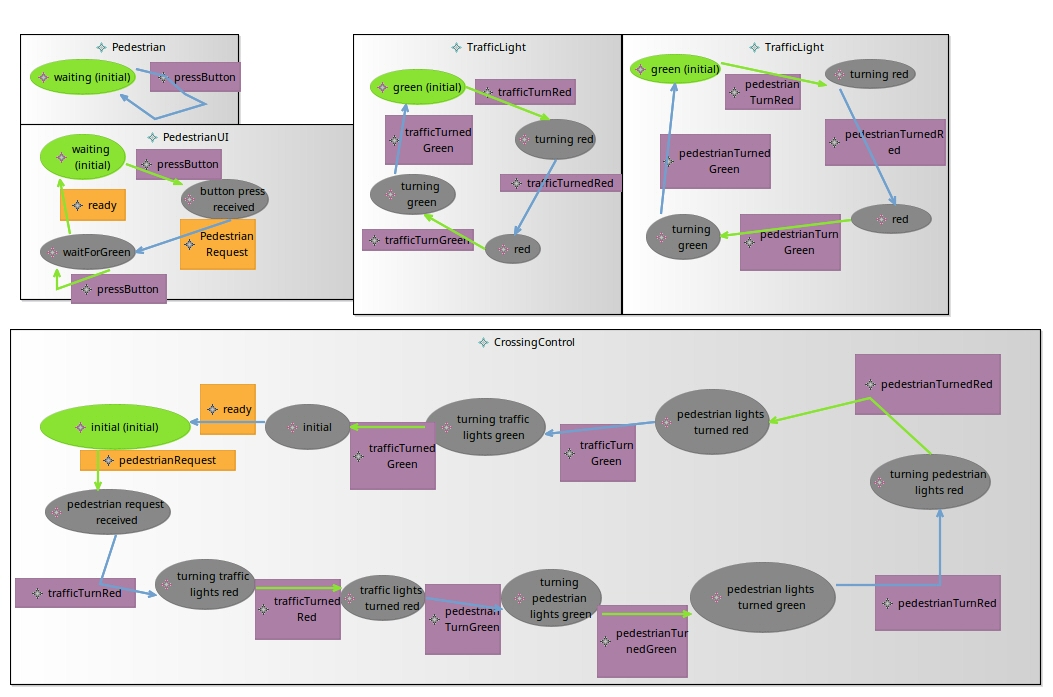 Pedestrian
waiting (initial)
pressButton
PedestrianUI
waiting
(initial)
pressButton
button press
received
ready
Pedestrian
Request
waitForGreen
pressButton
TrafficLight
green (initial)
trafficTurnRed
trafficTurned
Green
turning red
trafficTurnedRed
turning
green
trafficTurnGreen
red
TrafficLight
green (initial)
turning red
pedestrian
TurnRed
pedestrianTurnedR
ed
pedestrianTurned
Green
red
turning
green
pedestrianTurn
Green
CrossingControl
pedestrianTurnedRed
ready
initial (initial)
initial
turning traffic
lights green
pedestrian lights
turned red
trafficTurned
Green
trafficTurn
Green
pedestrianRequest
turning pedestrian
lights red
pedestrian request
received
trafficTurnRed
turning traffic
lights red
trafficTurned
Red
traffic lights
turned red
pedestrian
TurnGreen
turning
pedestrian
lights green
pedestrianTur
nedGreen
pedestrian lights
turned green
pedestrianTurnRed